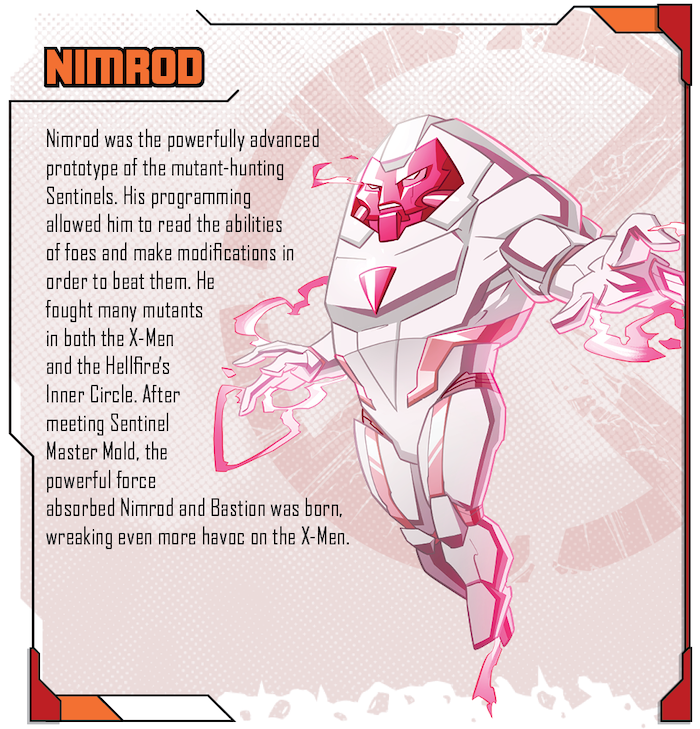 NIMROD
Nimrod was the powerfully advanced
prototype of the mutant-hunting
Sentinels. His programming
allowed him to read the abilities
of foes and make modifications in
order to beat them. He
fought many mutants
in both the X-Men
and the Hellfire's
Inner Circle. After
meeting Sentinel
Master Mold, the
powerful force
absorbed Nimrod and Bastion was born,
wreaking even more havoc on the X-Men.